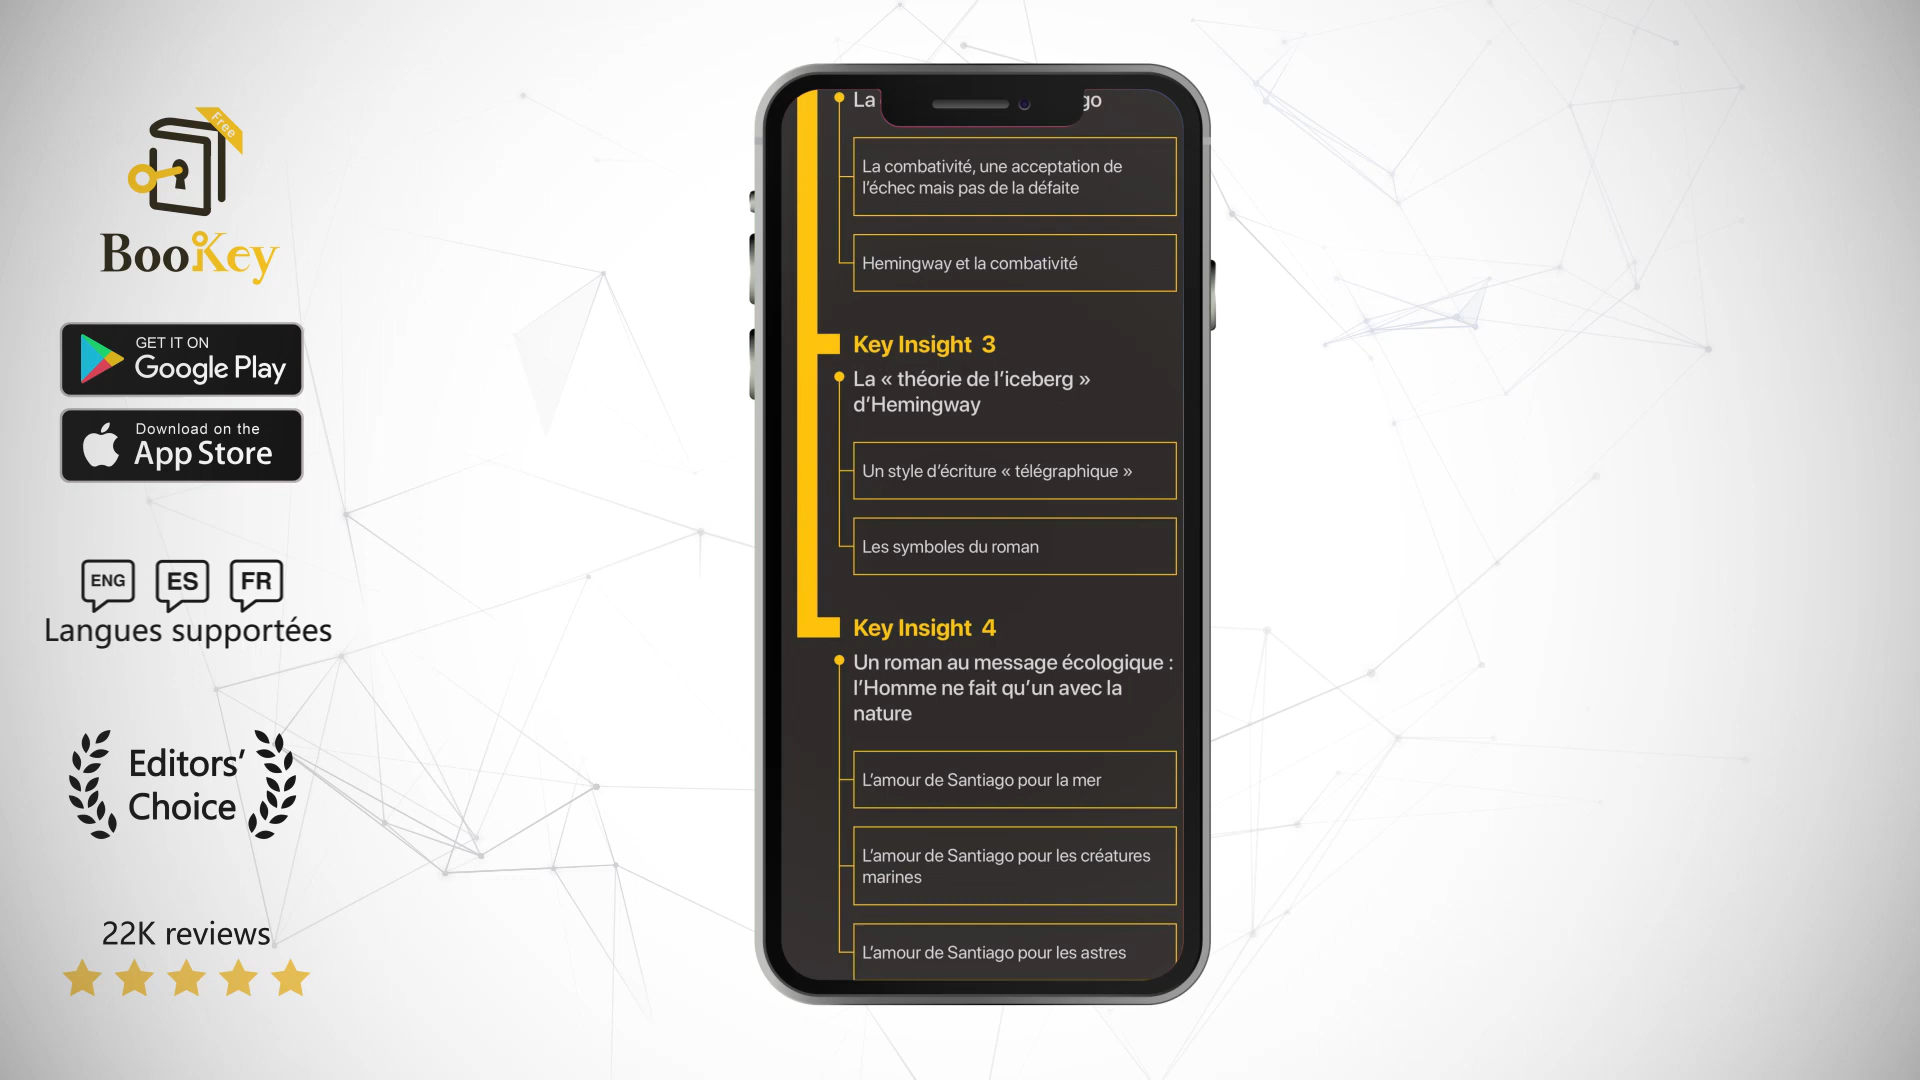 Free
BooKey
GET IT ON
Google Play
Download on the
App Store
ENG ES FR
Langues supportées
Editors’
Choice
22K reviews
La
La combativité, une acceptation de
l’échec mais pas de la défaite
Hemingway et la combativité
Key Insight 3
La « théorie de l’iceberg »
d’Hemingway
Un style d’écriture « télégraphique »
Les symboles du roman
Key Insight 4
Un roman au message écologique :
l’Homme ne fait qu’un avec la
nature
L’amour de Santiago pour la mer
L’amour de Santiago pour les créatures
marines
L’amour de Santiago pour les astres